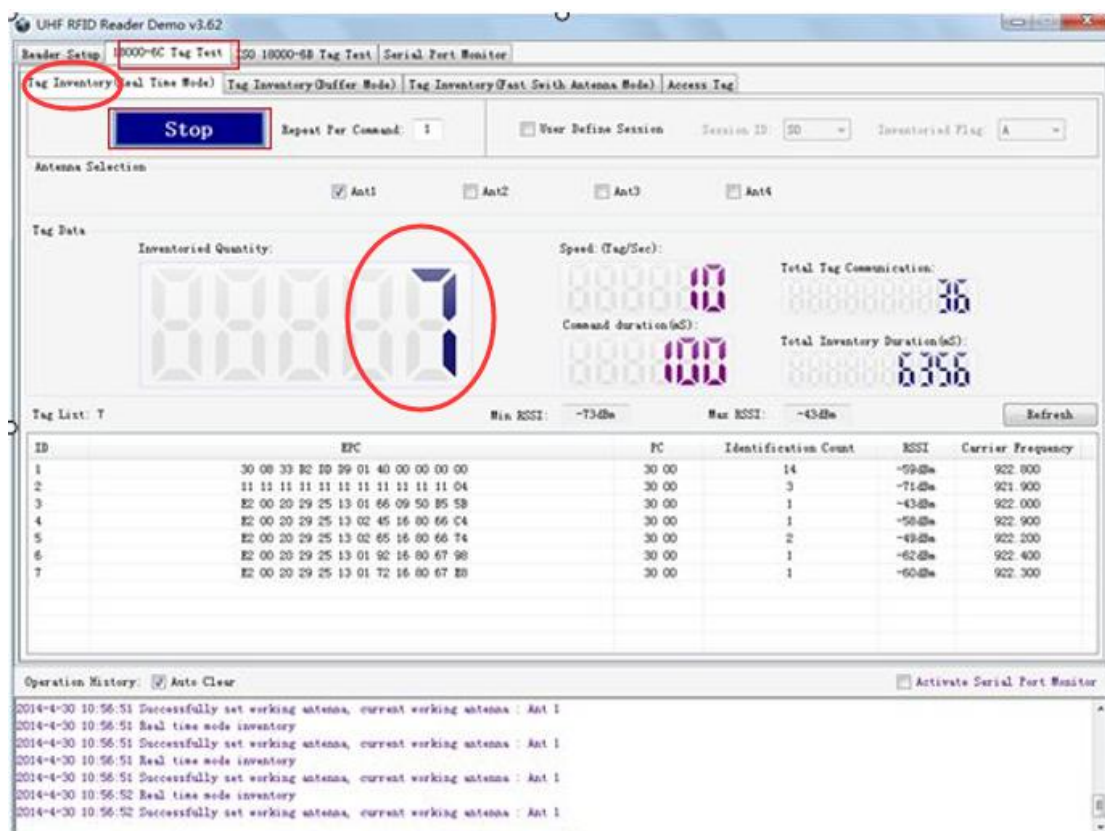 UHF RFID Reader Demo v3.62
Reader Setup 18000-6C Tag Test ISO 18000-6B Tag Test Serial Port Monitor
Tag Inventory(Real Time Mode) Tag Inventory(Buffer Mode) Tag Inventory(Fast Swith Antenna Mode) Access Tag
Stop Repeat Per Command: 1 User Define Session Session ID: S0 Inventoried Flag: A
Antenna Selection
Ant1 Ant2 Ant3 Ant4
Tag Data
Inventoried Quantity: Speed: (Tag/Sec):
Total Tag Communication:
7 10 36
Command duration(mS):
Total Inventory Duration(mS):
100 6356
Tag List: 7 Min RSSI: -73dBm Max RSSI: -43dBm Refresh
ID EPC PC Identification Count RSSI Carrier Frequency
1 30 08 33 B2 DD D9 01 40 00 00 00 00 30 00 14 -59dBm 922.800
2 11 11 11 11 11 11 11 11 11 11 11 04 30 00 3 -71dBm 921.900
3 E2 00 20 29 25 13 01 66 09 50 B5 5B 30 00 1 -43dBm 922.000
4 E2 00 20 29 25 13 02 45 16 80 66 C4 30 00 1 -58dBm 922.900
5 E2 00 20 29 25 13 02 65 16 80 66 74 30 00 2 -49dBm 922.200
6 E2 00 20 29 25 13 01 92 16 80 67 98 30 00 1 -62dBm 922.400
7 E2 00 20 29 25 13 01 72 16 80 67 E8 30 00 1 -60dBm 922.300
Operation History: Auto Clear Activate Serial Port Monitor
2014-4-30 10:56:51 Successfully set working antenna, current working antenna : Ant 1
2014-4-30 10:56:51 Real time mode inventory
2014-4-30 10:56:51 Successfully set working antenna, current working antenna : Ant 1
2014-4-30 10:56:51 Real time mode inventory
2014-4-30 10:56:51 Successfully set working antenna, current working antenna : Ant 1
2014-4-30 10:56:52 Real time mode inventory
2014-4-30 10:56:52 Successfully set working antenna, current working antenna : Ant 1